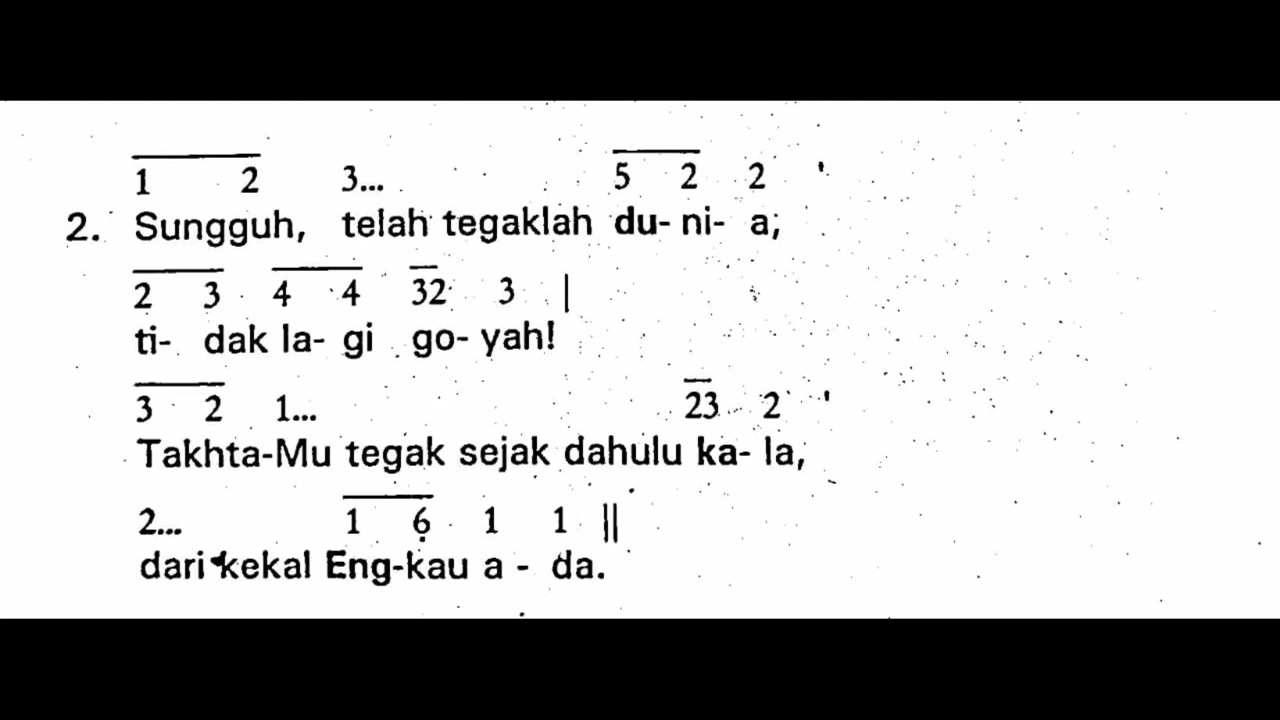 1 2 3... 5 2 2 '
2. Sungguh, telah tegaklah du- ni- a;
2 3 4 4 32 3 |
ti- dak la- gi go- yah!
3 2 1... 23 2 '
Takhta-Mu tegak sejak dahulu ka- la,
2... 1 6̣ 1 1 ||
dari kekal Eng-kau a - da.